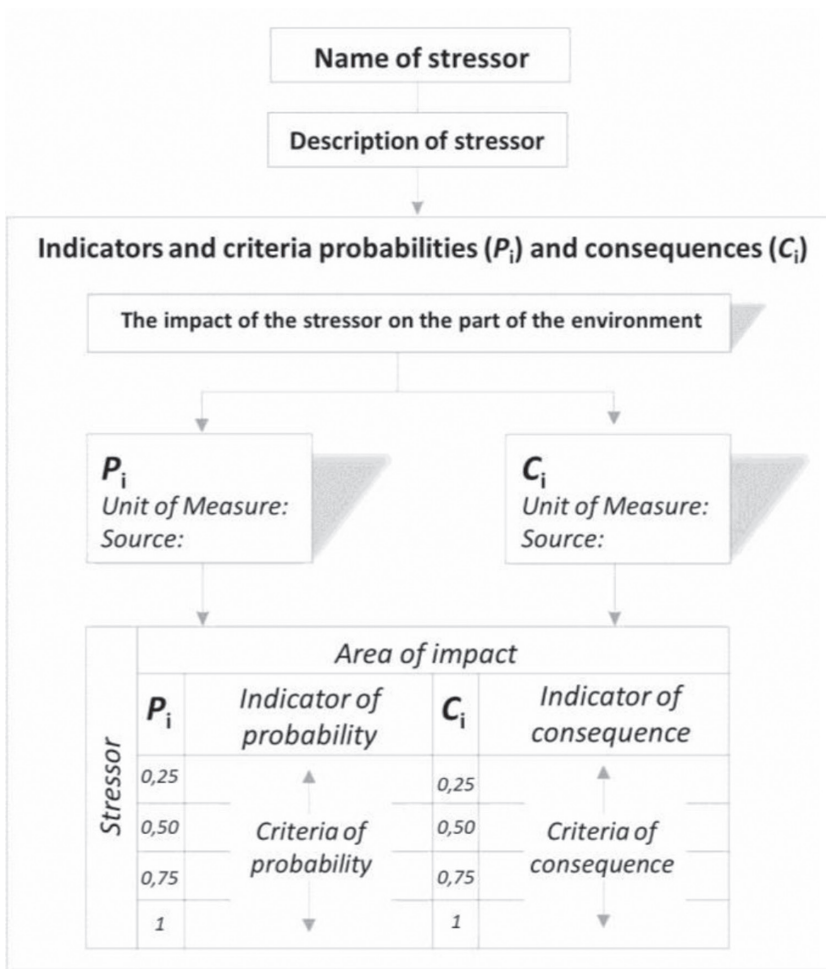 Name of stressor
Description of stressor
Indicators and criteria probabilities (Pi) and consequences (Ci)
The impact of the stressor on the part of the environment
Pi
Unit of Measure:
Source:
Ci
Unit of Measure:
Source:
Stressor
Area of impact
Pi
Indicator of
probability
Ci
Indicator of
consequence
0,25
0,50
0,75
1
Criteria of
probability
0,25
0,50
0,75
1
Criteria of
consequence